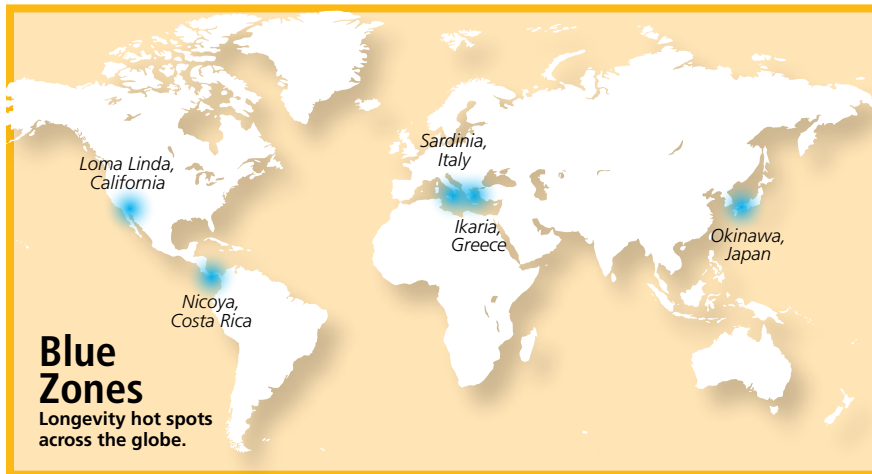 Sardinia,
Italy
Loma Linda,
California
Ikaria,
Greece
Okinawa,
Japan
Nicoya,
Costa Rica
Blue
Zones
Longevity hot spots
across the globe.